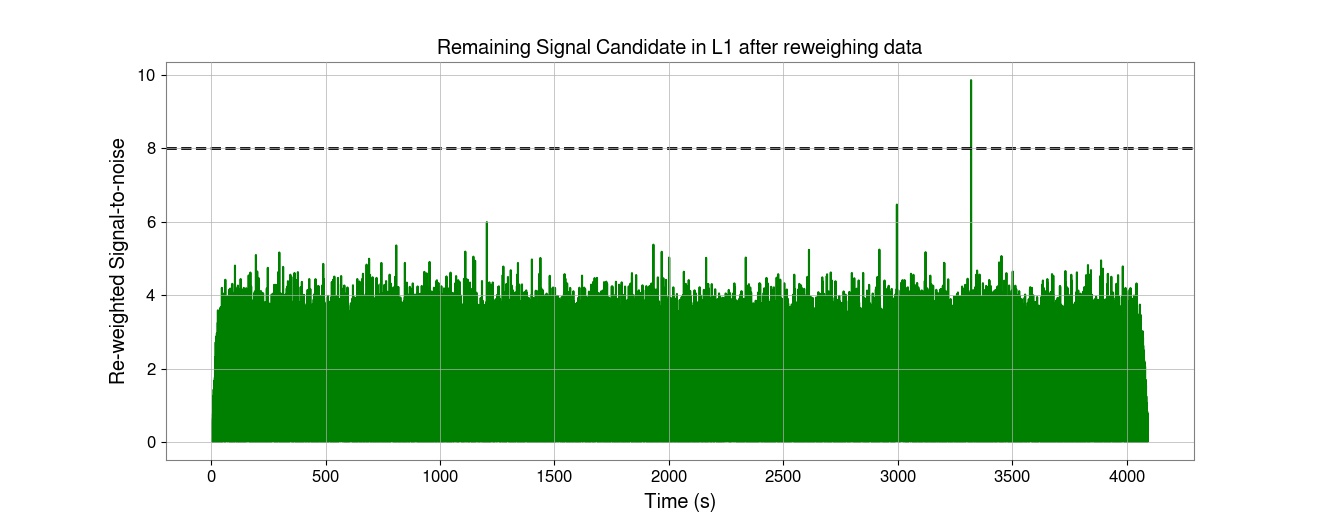 Remaining Signal Candidate in L1 after reweighing data
Re-weighted Signal-to-noise
10
8
6
4
2
0
0 500 1000 1500 2000 2500 3000 3500 4000
Time (s)